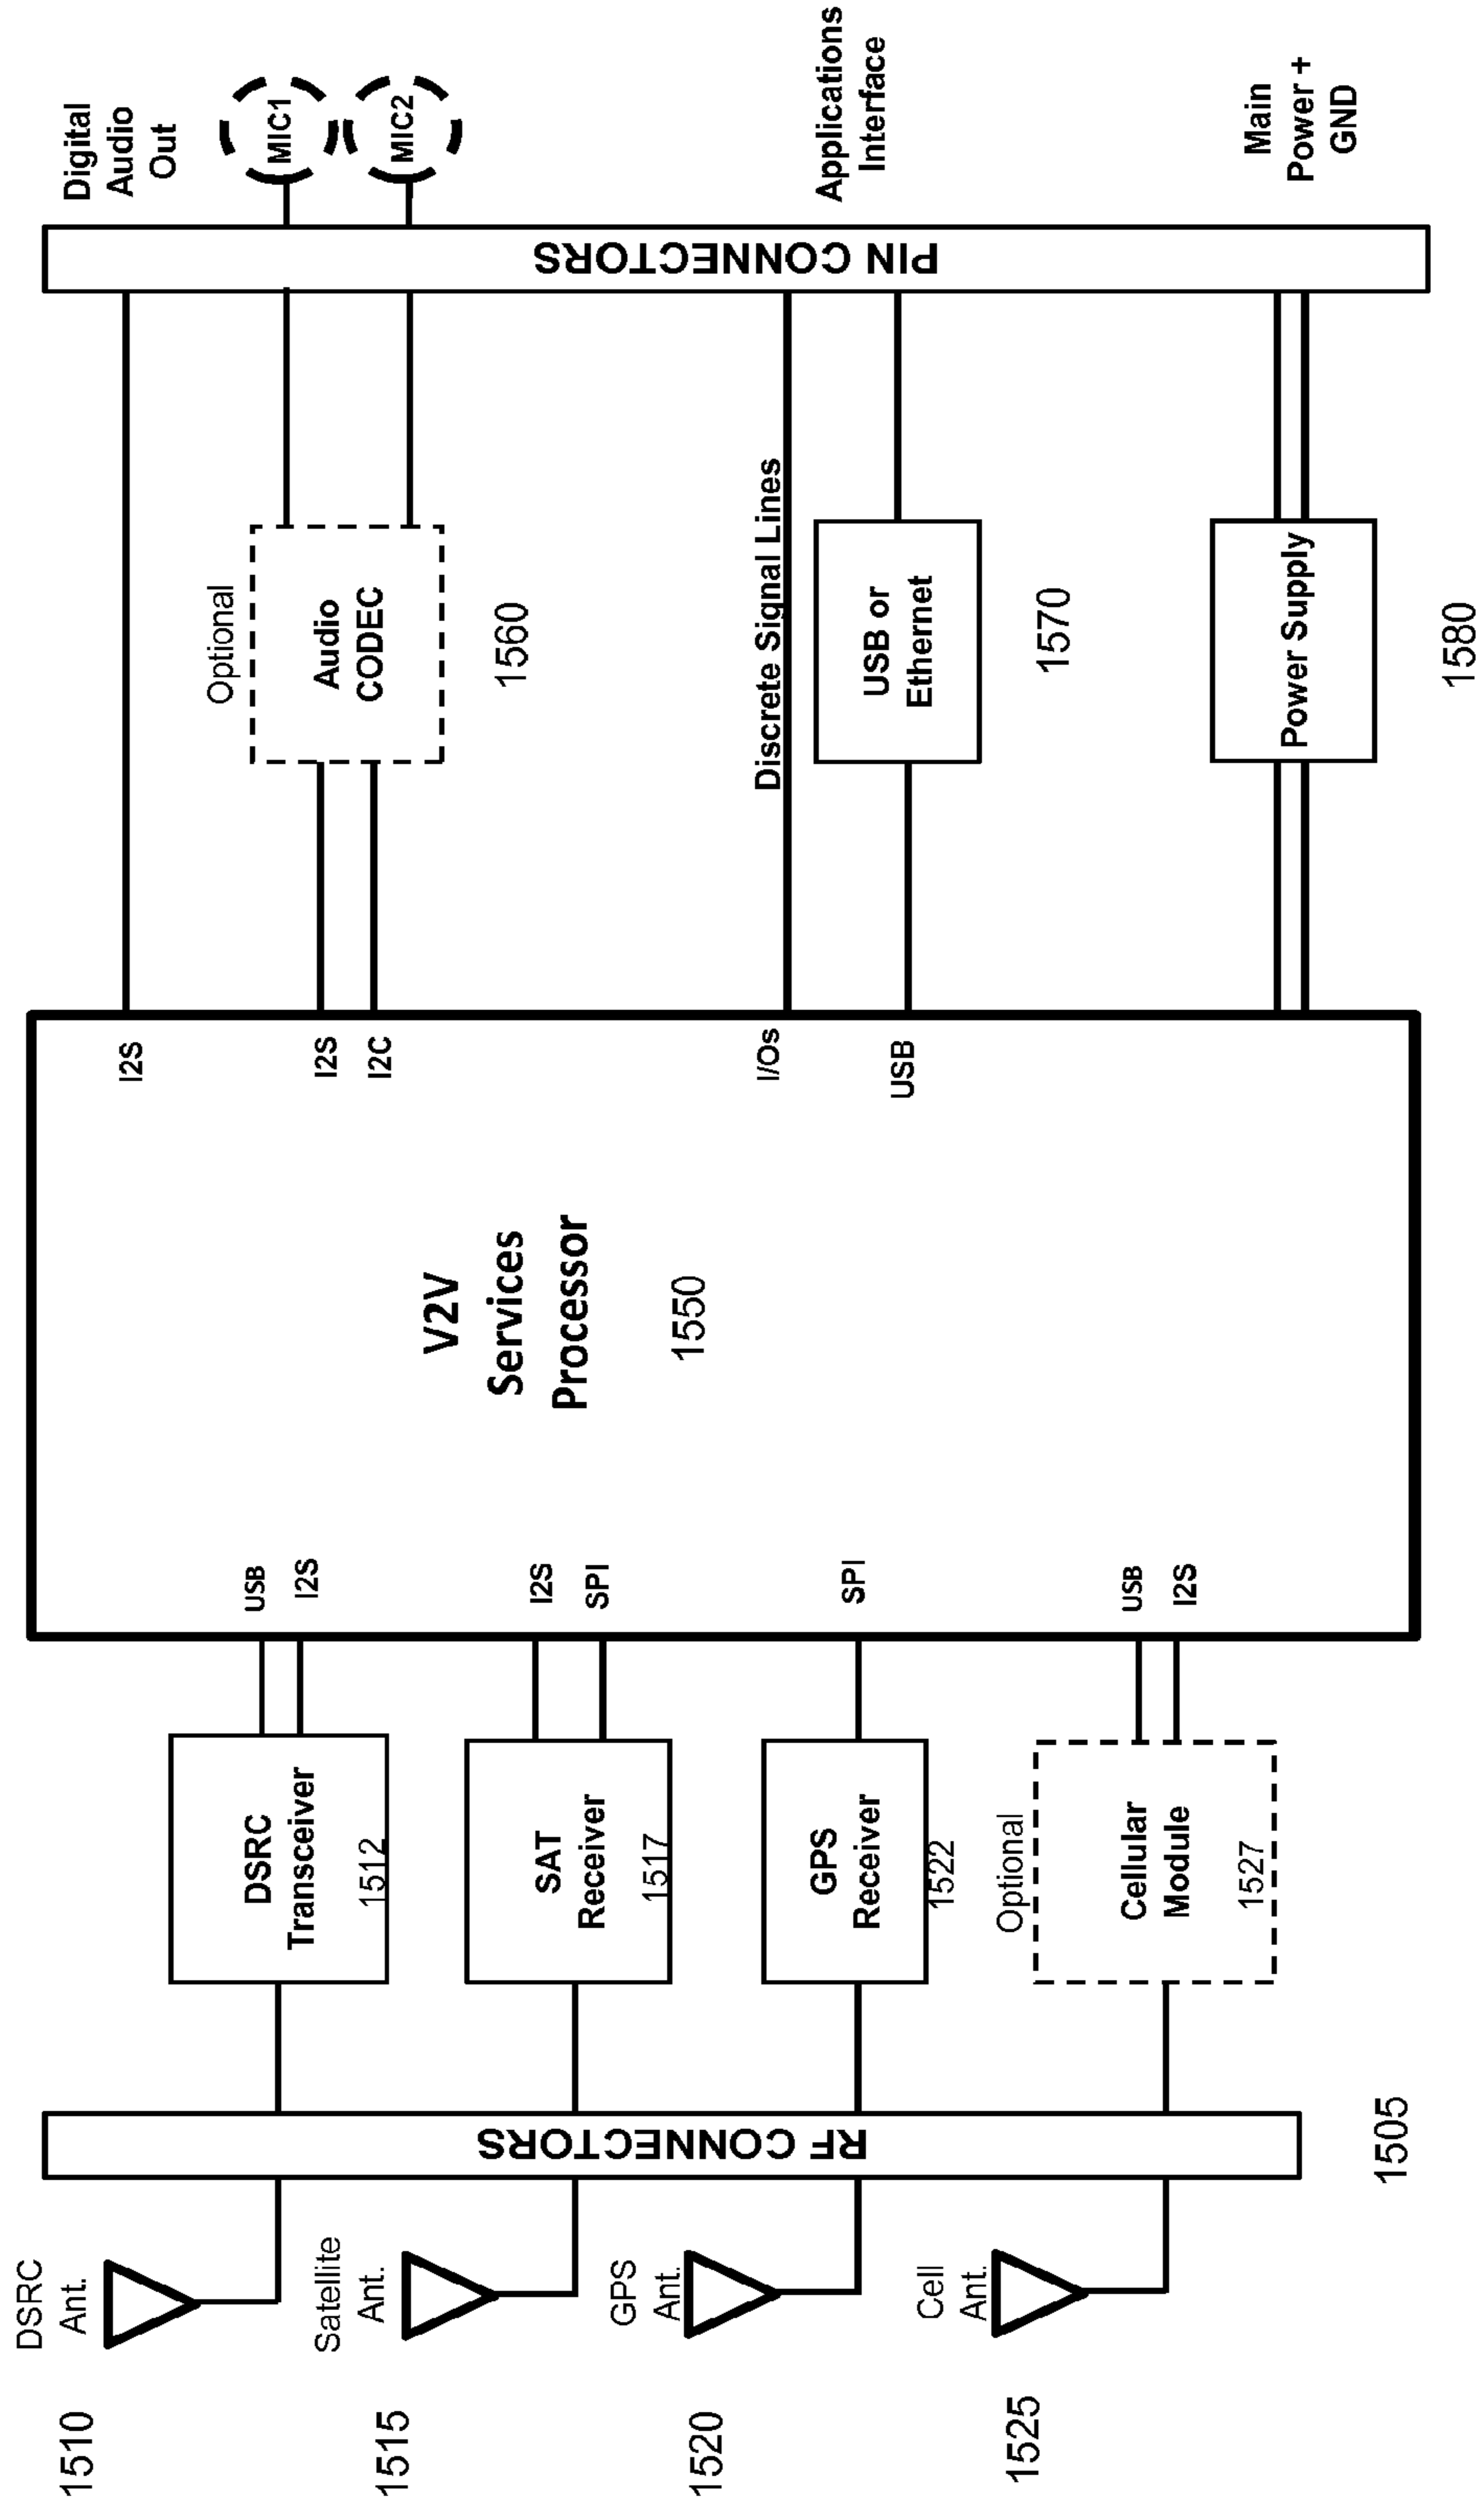 1510
DSRC
Ant.
1515
Satellite
Ant.
1520
GPS
Ant.
1525
Cell
Ant.
RF CONNECTORS
1505
DSRC
Transceiver
1512
SAT
Receiver
1517
GPS
Receiver
1522
Optional
Cellular
Module
1527
USB
I2S
I2S
SPI
SPI
USB
I2S
V2V
Services
Processor
1550
I2S
I2S
I2C
I/Os
USB
Optional
Audio
CODEC
1560
Discrete Signal Lines
USB or
Ethernet
1570
Power Supply
1580
PIN CONNECTORS
Digital
Audio
Out
MIC1
MIC2
Applications
Interface
Main
Power +
GND